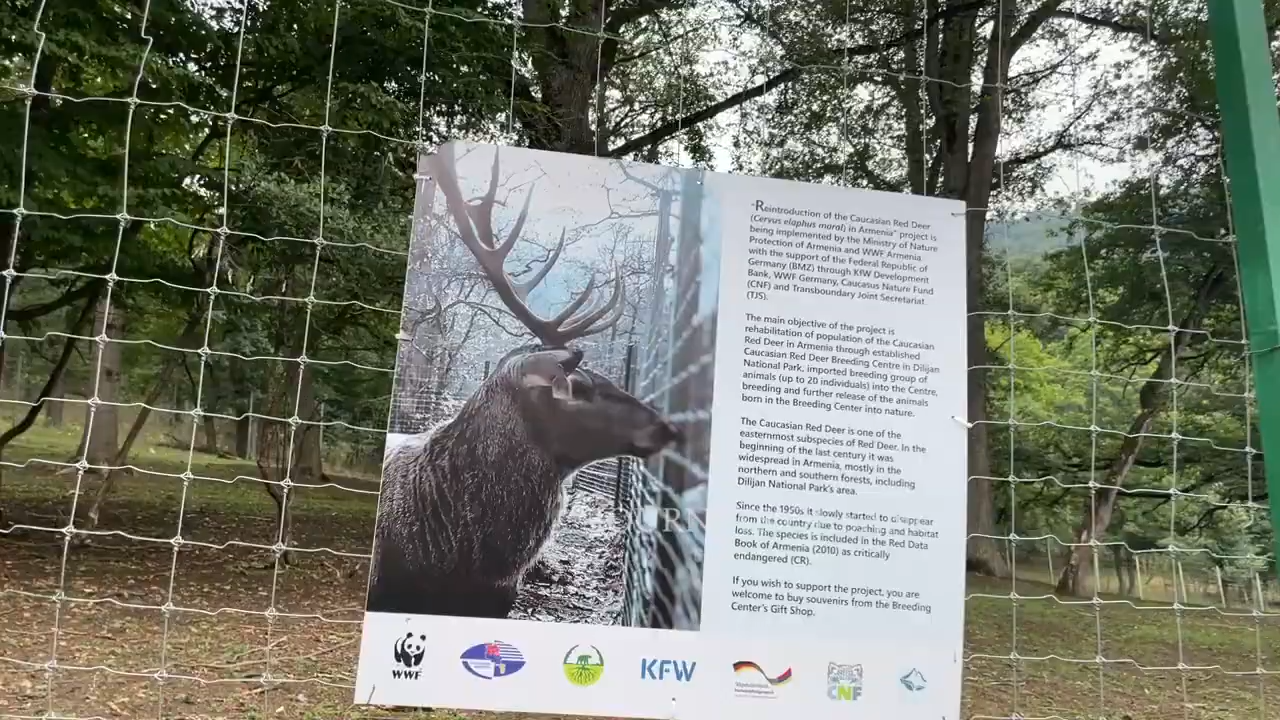 "Reintroduction of the Caucasian Red Deer
(Cervus elaphus maral) in Armenia" project is
being implemented by the Ministry of Nature
Protection of Armenia and WWF Armenia
with the support of the Federal Republic of
Germany (BMZ) through KfW Development
Bank, WWF Germany, Caucasus Nature Fund
(CNF) and Transboundary Joint Secretariat
(TJS).
The main objective of the project is
rehabilitation of population of the Caucasian
Red Deer in Armenia through established
Caucasian Red Deer Breeding Centre in Dilijan
National Park, imported breeding group of
animals (up to 20 individuals) into the Centre,
breeding and further release of the animals
born in the Breeding Center into nature.
The Caucasian Red Deer is one of the
easternmost subspecies of Red Deer. In the
beginning of the last century it was
widespread in Armenia, mostly in the
northern and southern forests, including
Dilijan National Park's area.
Since the 1950s it slowly started to disappear
from the country due to poaching and habitat
loss. The species is included in the Red Data
Book of Armenia (2010) as critically
endangered (CR).
If you wish to support the project, you are
welcome to buy souvenirs from the Breeding
Center's Gift Shop.
WWF
KFW
CNF